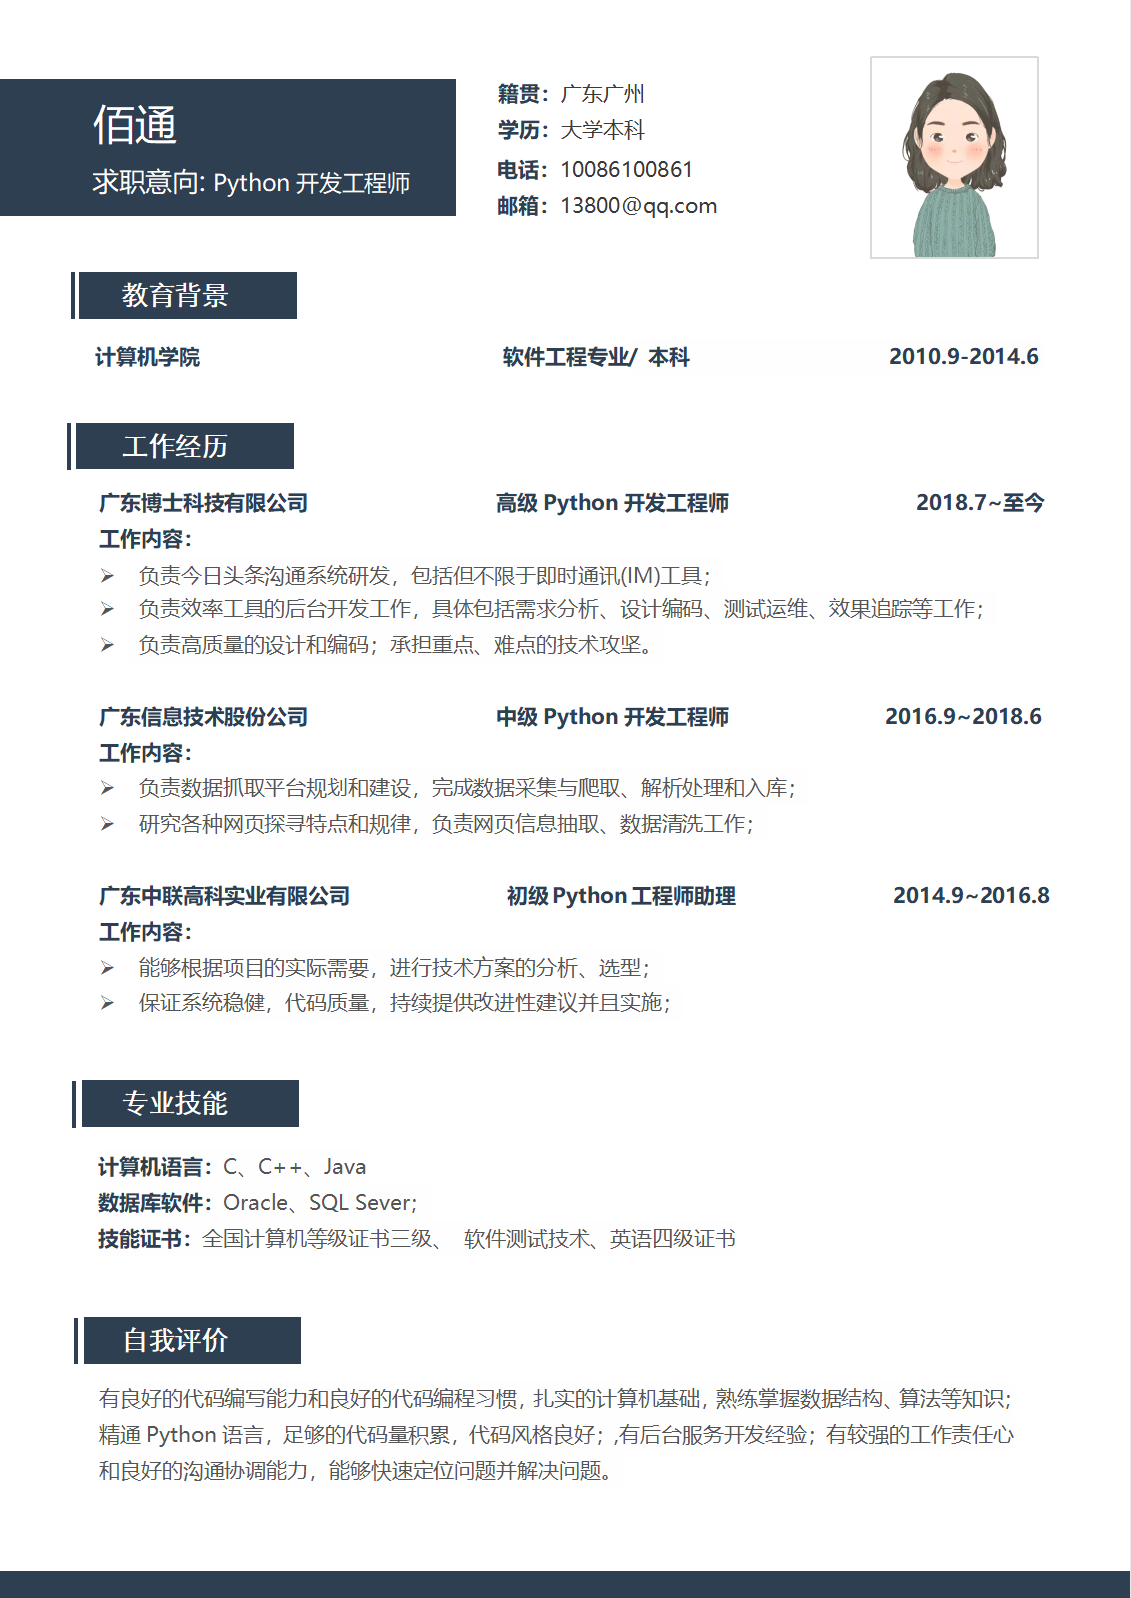 佰通
求职意向: Python 开发工程师
籍贯：广东广州
学历：大学本科
电话：10086100861
邮箱：13800@qq.com
教育背景
计算机学院 软件工程专业/ 本科 2010.9-2014.6
工作经历
广东博士科技有限公司 高级 Python 开发工程师 2018.7~至今
工作内容：
➢ 负责今日头条沟通系统研发，包括但不限于即时通讯(IM)工具；
➢ 负责效率工具的后台开发工作，具体包括需求分析、设计编码、测试运维、效果追踪等工作；
➢ 负责高质量的设计和编码；承担重点、难点的技术攻坚。
广东信息技术股份公司 中级 Python 开发工程师 2016.9~2018.6
工作内容：
➢ 负责数据抓取平台规划和建设，完成数据采集与爬取、解析处理和入库；
➢ 研究各种网页探寻特点和规律，负责网页信息抽取、数据清洗工作；
广东中联高科实业有限公司 初级 Python 工程师助理 2014.9~2016.8
工作内容：
➢ 能够根据项目的实际需要，进行技术方案的分析、选型；
➢ 保证系统稳健，代码质量，持续提供改进性建议并且实施；
专业技能
计算机语言：C、C++、Java
数据库软件：Oracle、SQL Sever；
技能证书：全国计算机等级证书三级、 软件测试技术、英语四级证书
自我评价
有良好的代码编写能力和良好的代码编程习惯，扎实的计算机基础，熟练掌握数据结构、算法等知识；
精通 Python 语言，足够的代码量积累，代码风格良好；,有后台服务开发经验；有较强的工作责任心
和良好的沟通协调能力，能够快速定位问题并解决问题。